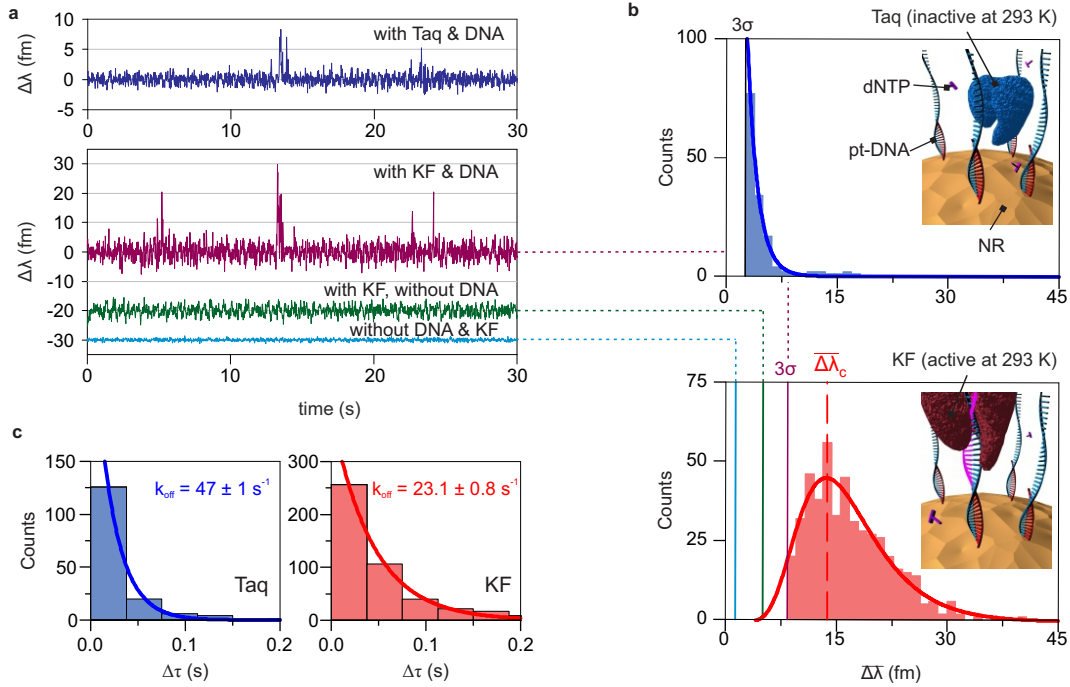 a
Δλ (fm)
10
5
0
-5
with Taq & DNA
0
10
20
30
Δλ (fm)
30
20
10
0
-10
-20
-30
with KF & DNA
with KF, without DNA
without DNA & KF
0
10
20
30
time (s)
b
Taq (inactive at 293 K)
3σ
Counts
100
50
0
dNTP
pt-DNA
NR
0
15
30
45
KF (active at 293 K)
3σ
Δλc
Counts
75
50
25
0
0
15
30
45
Δλ (fm)
c
Counts
150
100
50
0
koff = 47 ± 1 s-1
Taq
0.0
0.1
0.2
Δτ (s)
300
200
100
0
koff = 23.1 ± 0.8 s-1
KF
0.0
0.1
0.2
Δτ (s)